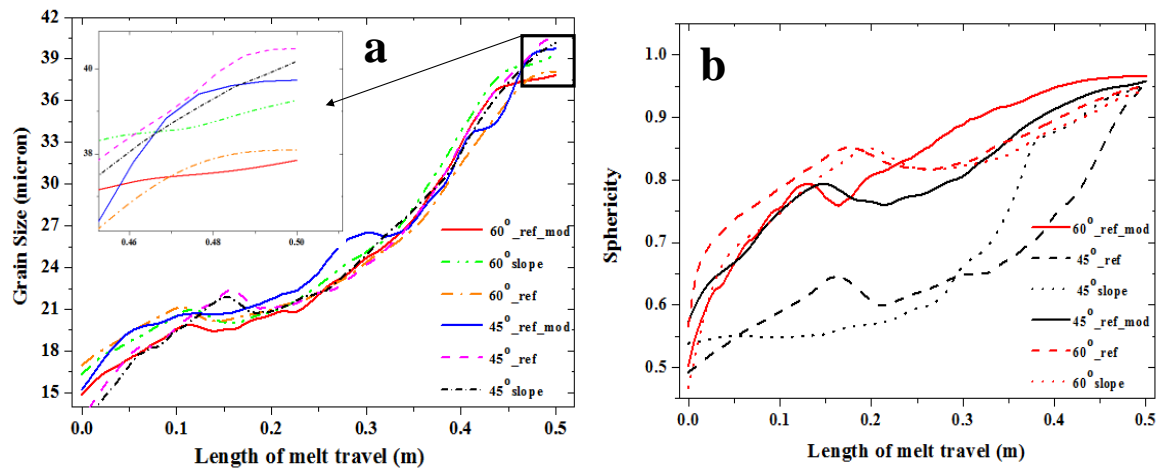 a
42
39
36
33
30
27
24
21
18
15
Grain Size (micron)
40
38
0.46
0.48
0.50
60°_ref_mod
60°slope
60°_ref
45°_ref_mod.
45°_ref
45°slope
0.0
0.1
0.2
0.3
0.4
0.5
Length of melt travel (m)
b
1.0
0.9
0.8
0.7
0.6
0.5
Sphericity
60°_ref_mod
45°_ref
45°slope
45°_ref_mod
60°_ref
60°slope
0.0
0.1
0.2
0.3
0.4
0.5
Length of melt travel (m)